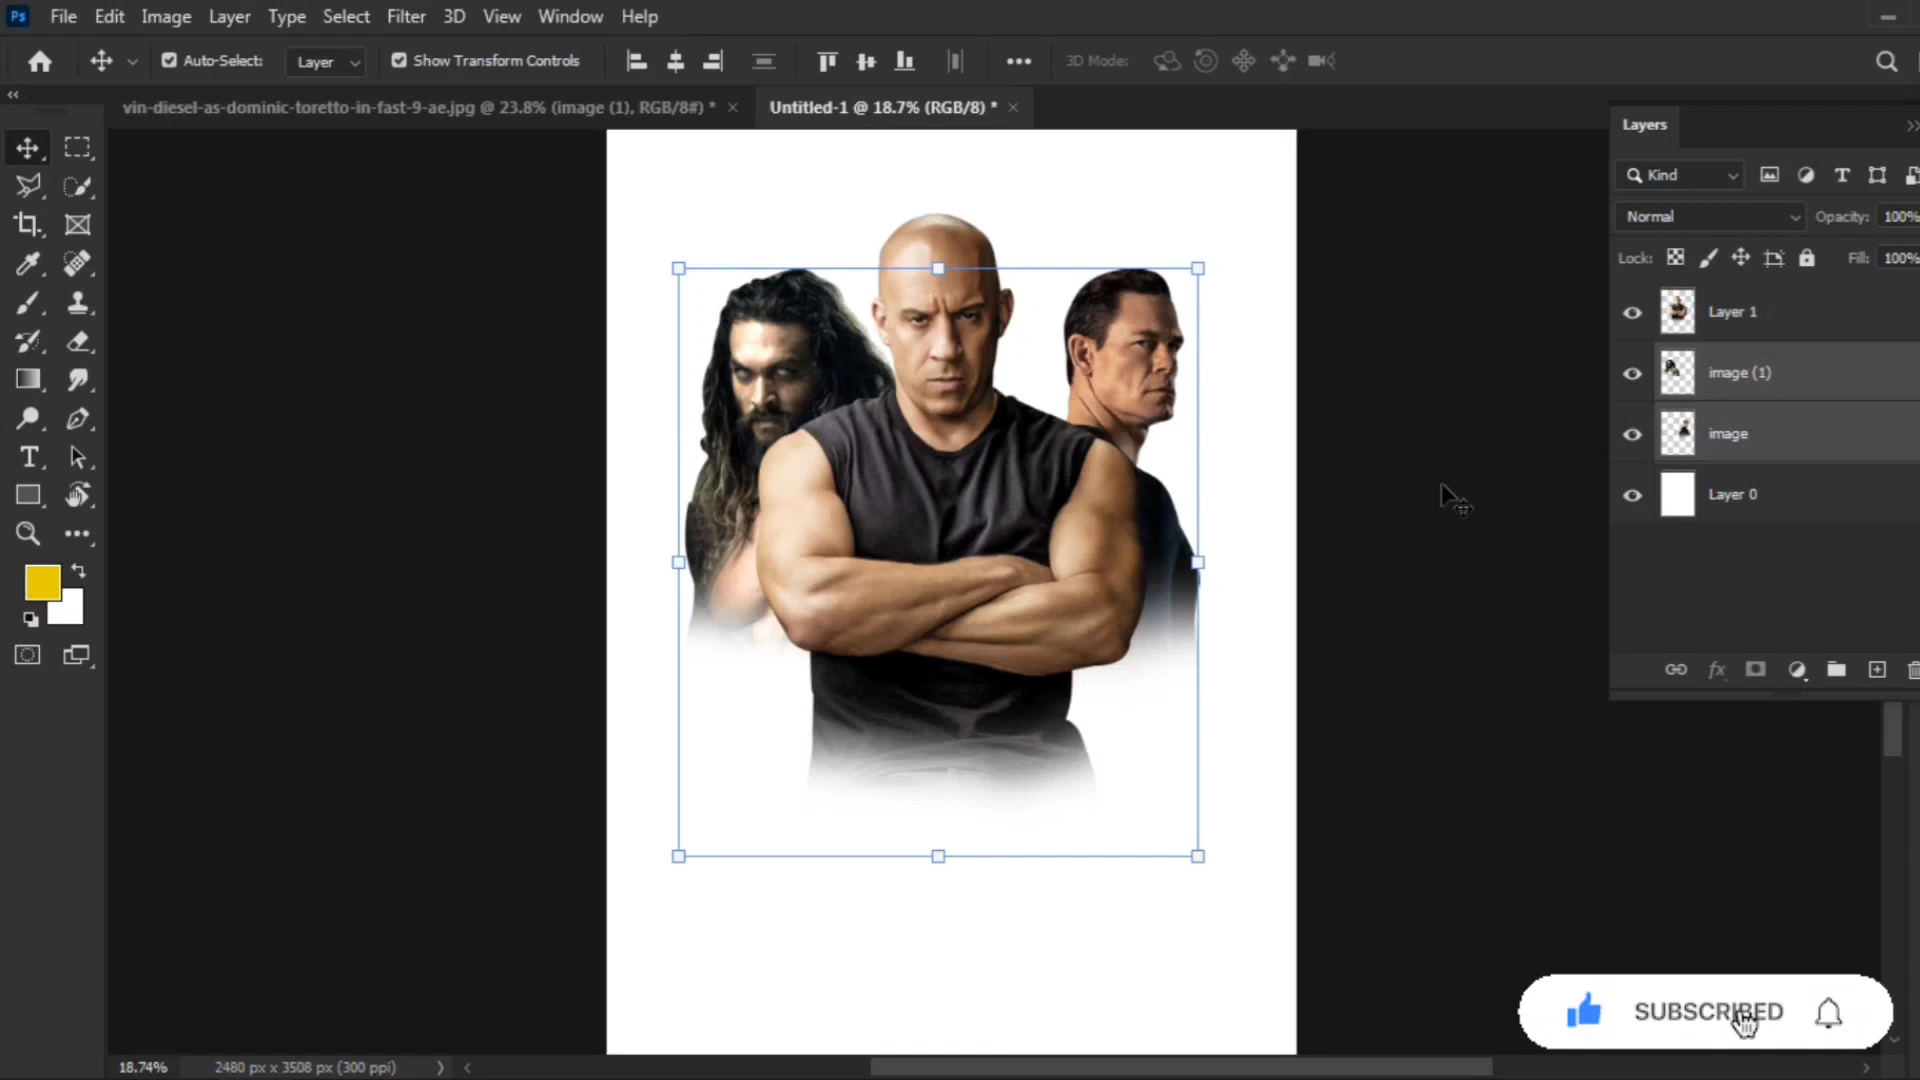 Ps File Edit Image Layer Type Select Filter 3D View Window Help
Auto-Select: Layer Show Transform Controls 3D Mode:
vin-diesel-as-dominic-toretto-in-fast-9-ae.jpg @ 23.8% (image (1), RGB/8#) * Untitled-1 @ 18.7% (RGB/8) *
Layers
Kind
Normal Opacity: 100%
Lock: Fill: 100%
Layer 1
image (1)
image
Layer 0
fx
SUBSCRIBED
18.74% 2480 px x 3508 px (300 ppi)